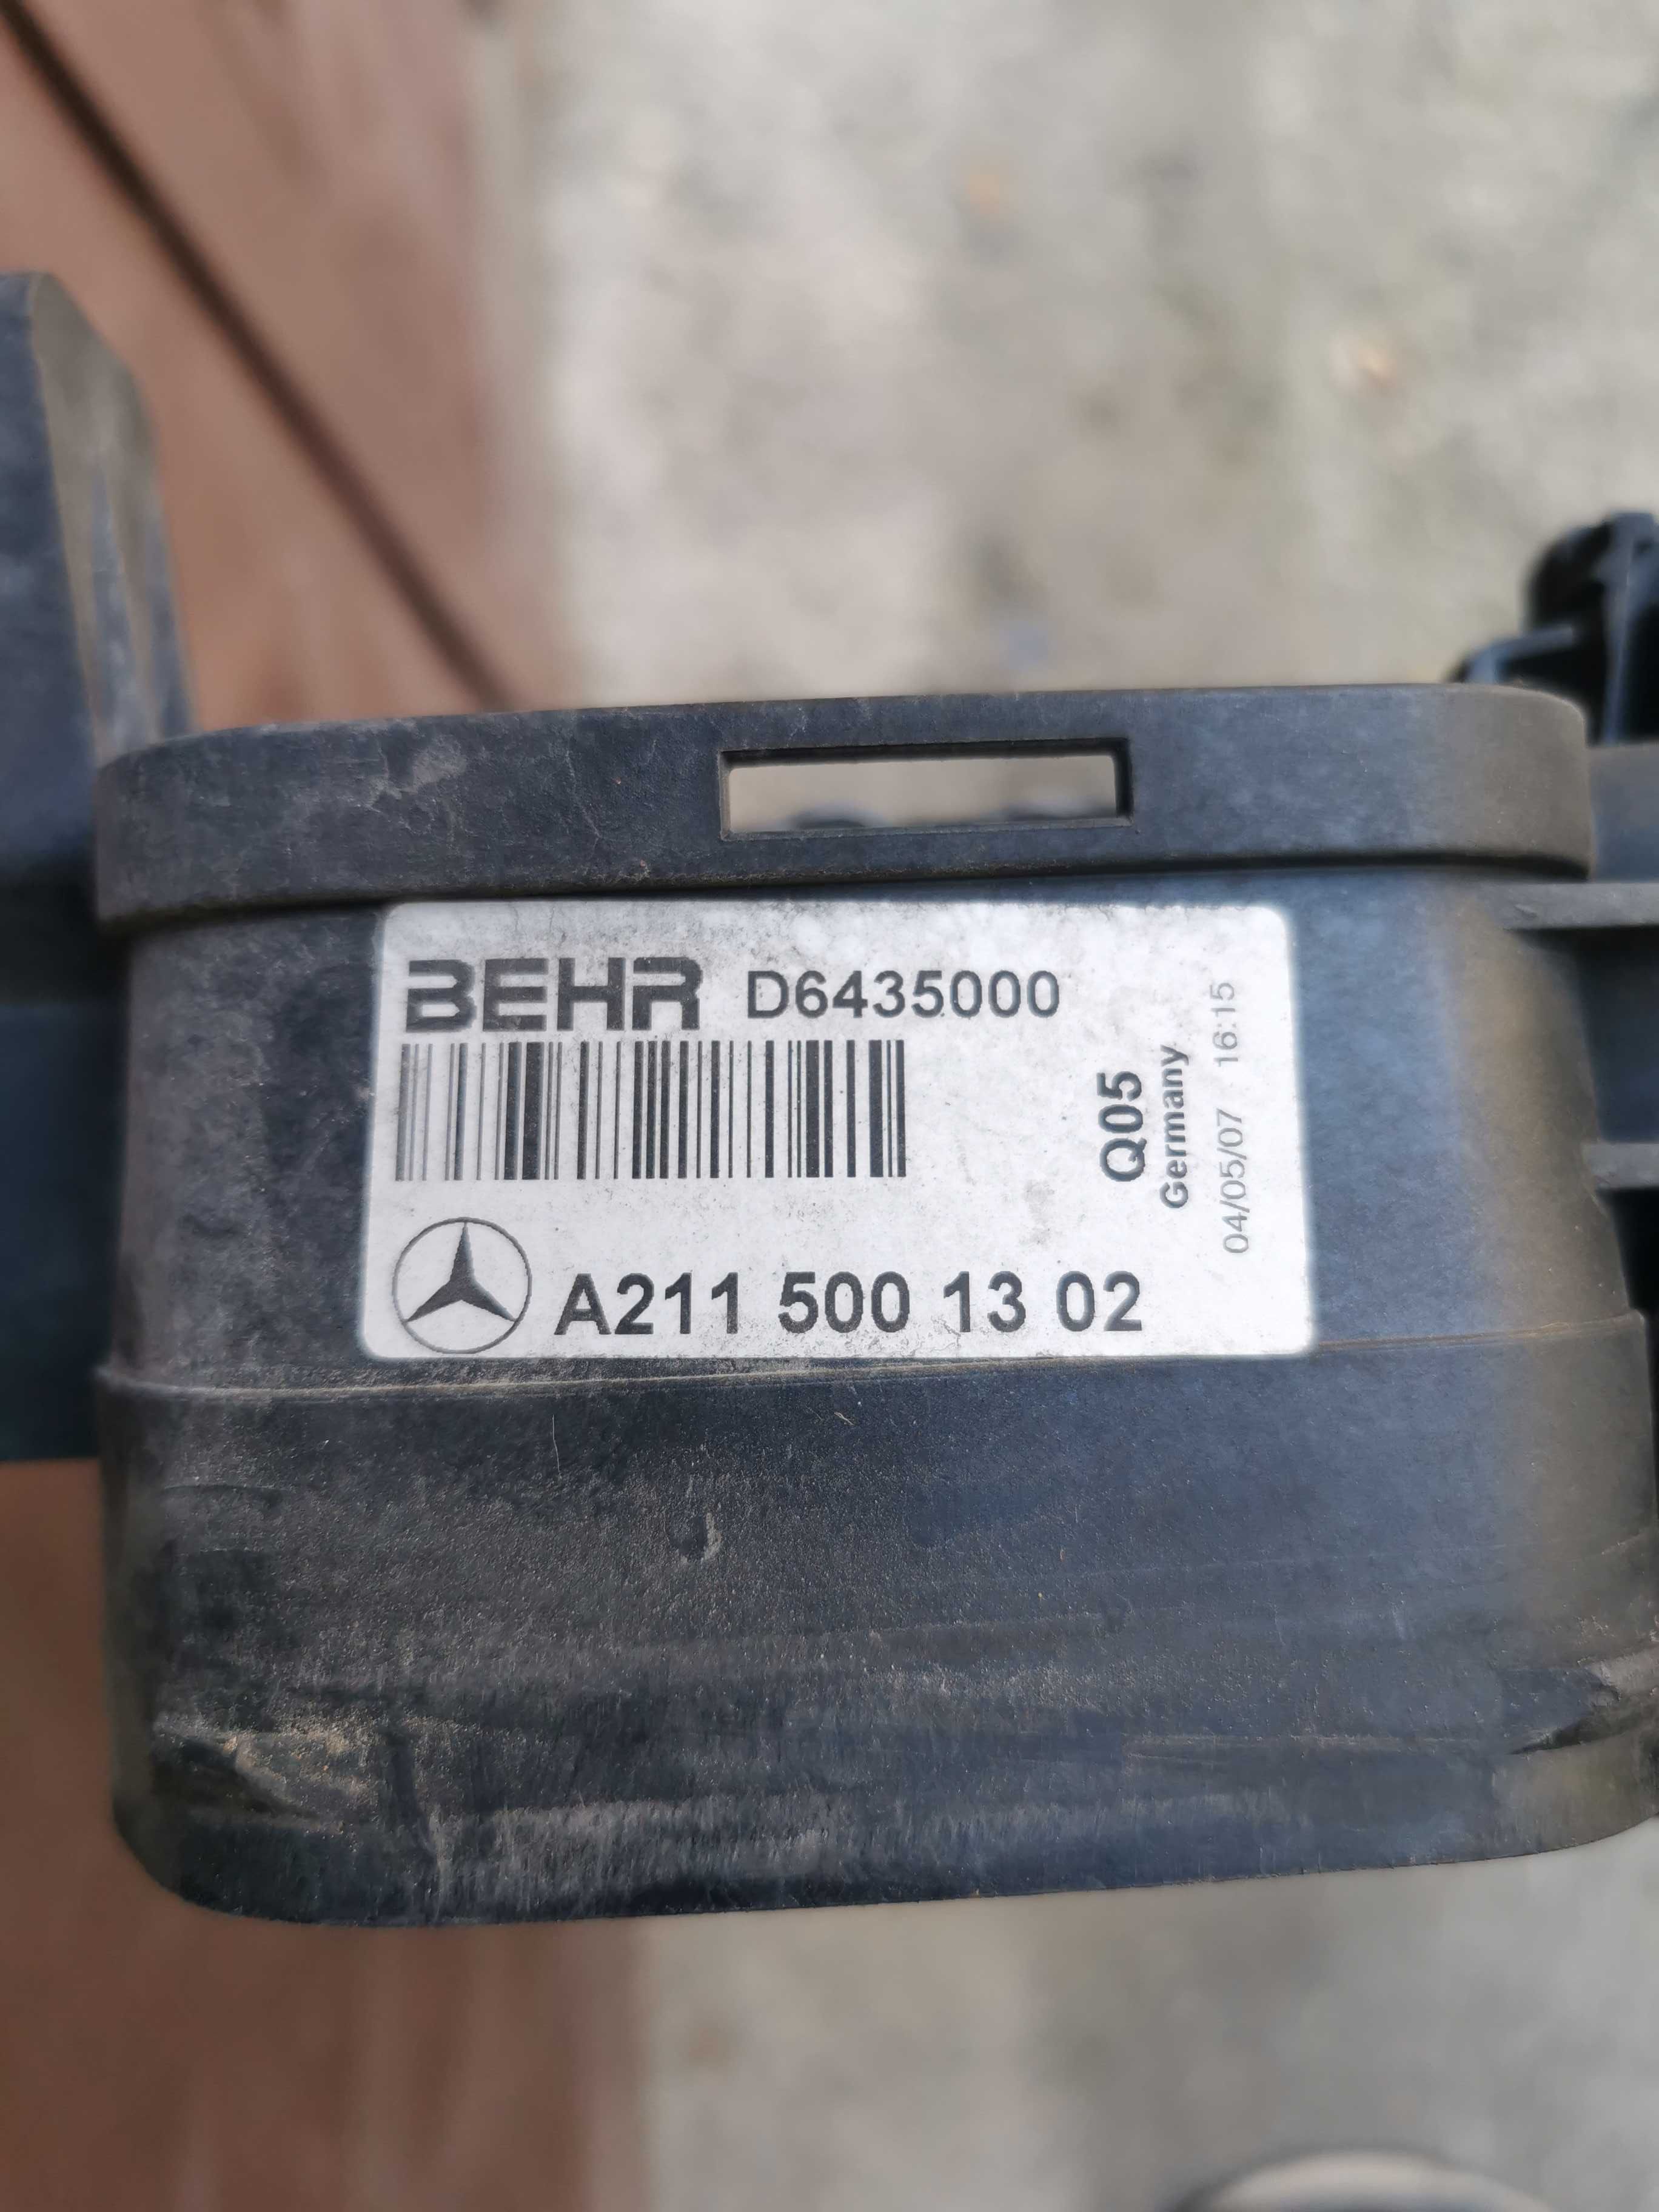 BEHR D6435000
Q05
Germany
04/05/07 16:15
A211 500 13 02